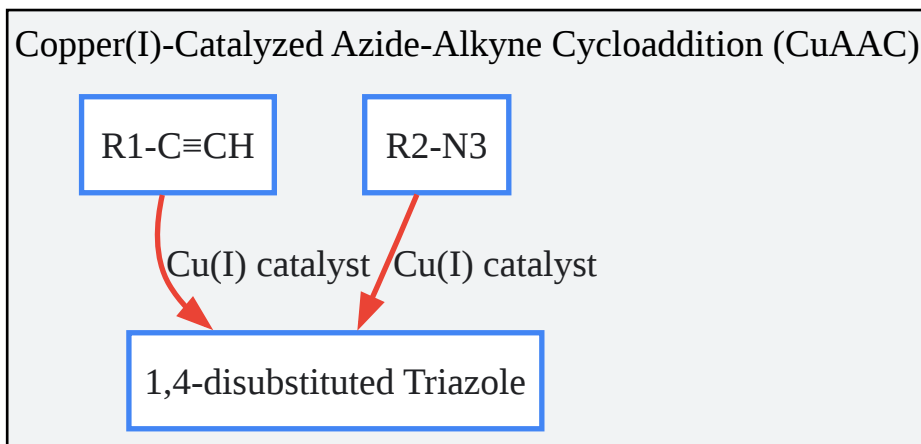 Copper(I)-Catalyzed Azide-Alkyne Cycloaddition (CuAAC)
R1-C≡CH
R2-N3
Cu(I) catalyst
Cu(I) catalyst
1,4-disubstituted Triazole